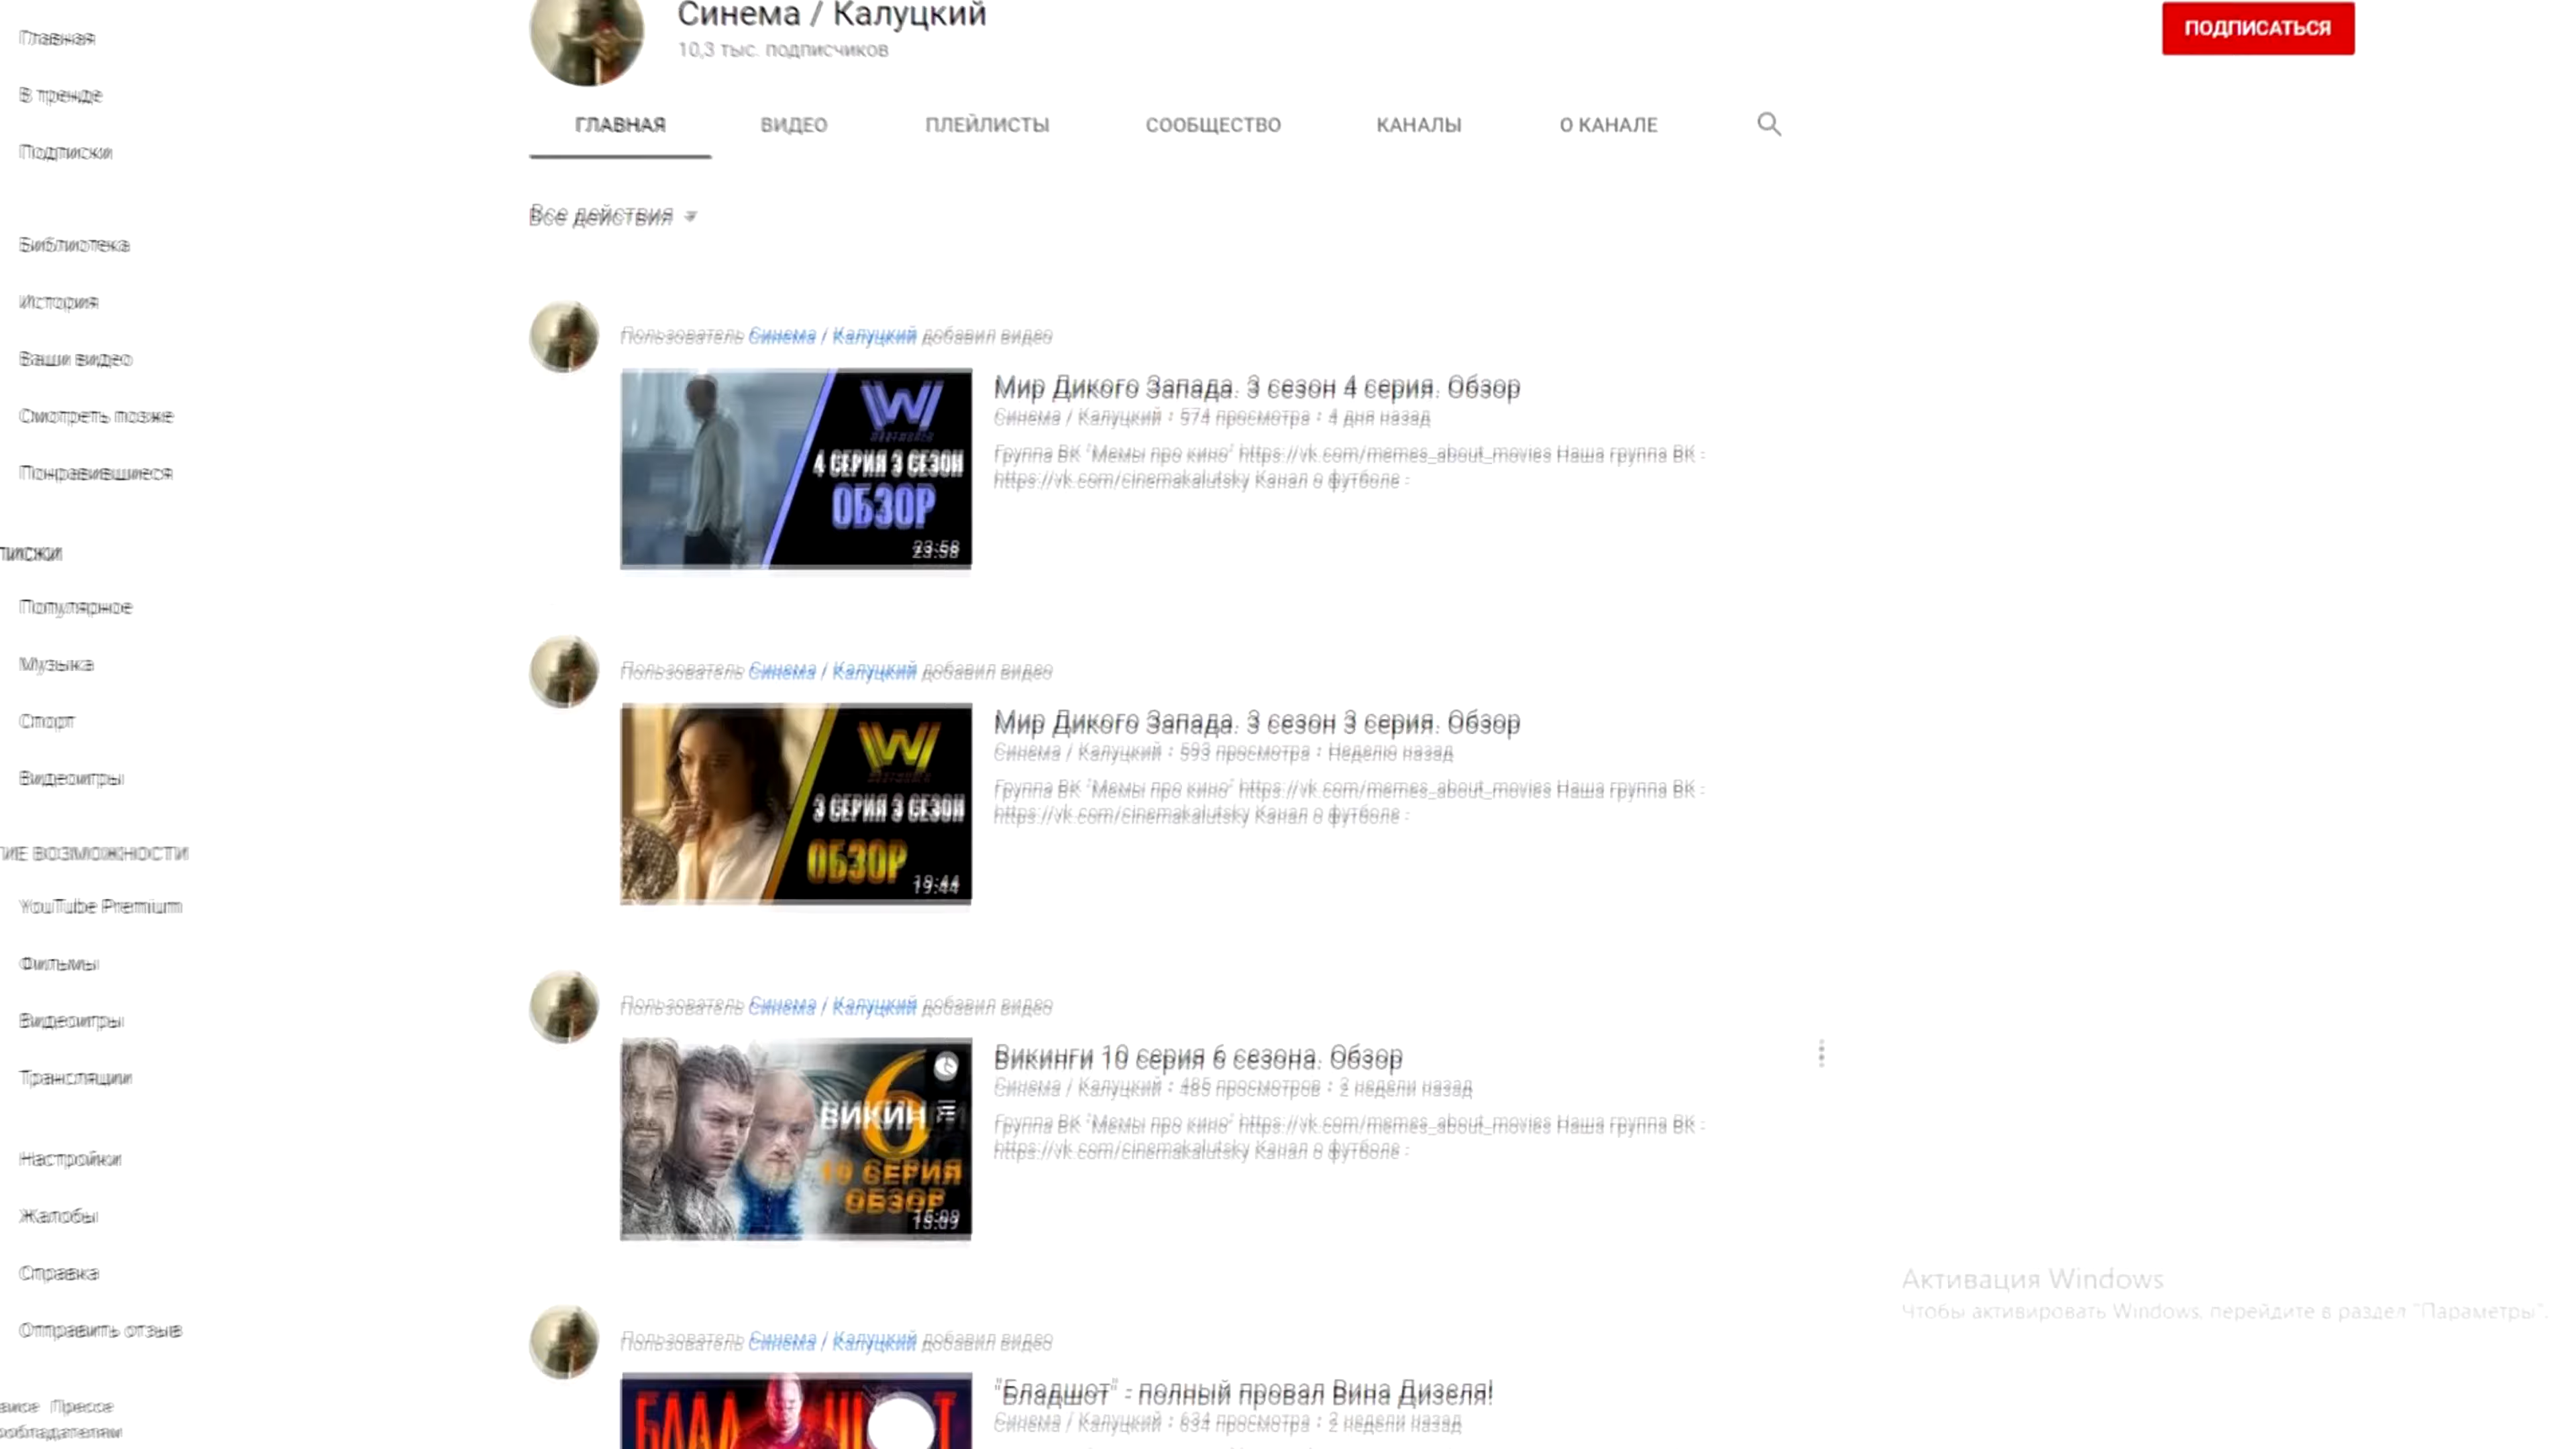 Синема / Калуцкий
10,3 тыс. подписчиков
ПОДПИСАТЬСЯ
ГЛАВНАЯ
ВИДЕО
ПЛЕЙЛИСТЫ
СООБЩЕСТВО
КАНАЛЫ
О КАНАЛЕ
Главная
В тренде
Подписки
Библиотека
История
Ваши видео
Смотреть позже
Понравившиеся
писки
Популярное
Музыка
Спорт
Видеоигры
ИЕ ВОЗМОЖНОСТИ
YouTube Premium
Фильмы
Видеоигры
Трансляции
Настройки
Жалобы
Справка
Отправить отзыв
Прессе
ообладателям
Все действия
Пользователь Синема / Калуцкий добавил видео
4 СЕРИЯ 3 СЕЗОН
ОБЗОР
23:58
Мир Дикого Запада. 3 сезон 4 серия. Обзор
Синема / Калуцкий • 574 просмотра • 4 дня назад
Группа ВК "Мемы про кино" https://vk.com/memes_about_movies Наша группа ВК -
https://vk.com/cinemakalutsky Канал о футболе -
Пользователь Синема / Калуцкий добавил видео
3 СЕРИЯ 3 СЕЗОН
ОБЗОР
19:44
Мир Дикого Запада. 3 сезон 3 серия. Обзор
Синема / Калуцкий • 593 просмотра • Неделю назад
Группа ВК "Мемы про кино" https://vk.com/memes_about_movies Наша группа ВК -
https://vk.com/cinemakalutsky Канал о футболе -
Пользователь Синема / Калуцкий добавил видео
6
ВИКИН
10 СЕРИЯ
ОБЗОР
15:09
Викинги 10 серия 6 сезона. Обзор
Синема / Калуцкий • 485 просмотров • 2 недели назад
Группа ВК "Мемы про кино" https://vk.com/memes_about_movies Наша группа ВК -
https://vk.com/cinemakalutsky Канал о футболе -
Пользователь Синема / Калуцкий добавил видео
"Бладшот" - полный провал Вина Дизеля!
Синема / Калуцкий • 634 просмотра • 2 недели назад
Активация Windows
Чтобы активировать Windows, перейдите в раздел "Параметры".